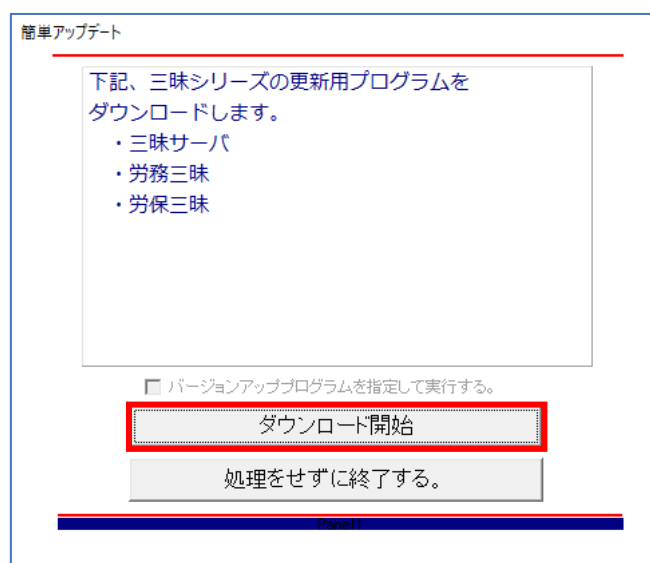 簡単アップデート
下記、三昧シリーズの更新用プログラムを
ダウンロードします。
・三昧サーバ
・労務三昧
・労保三昧
バージョンアッププログラムを指定して実行する。
ダウンロード開始
処理をせずに終了する。
Panel1